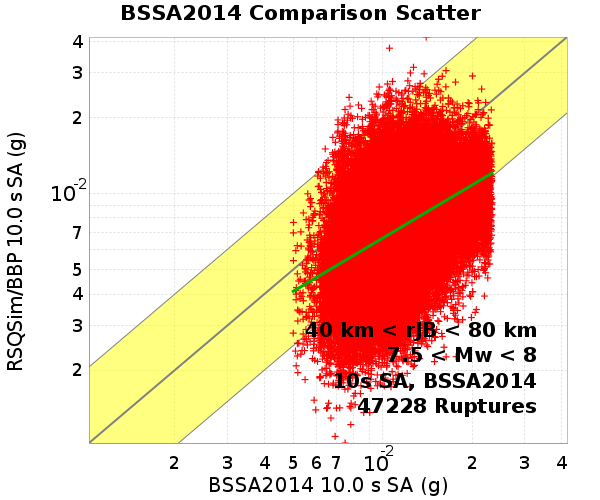 BSSA2014 Comparison Scatter
RSQSim/BBP 10.0 s SA (g)
4
3
2
10-2
7
5
4
3
2
40 km < rJB < 80 km
7.5 < Mw < 8
10s SA, BSSA2014
47228 Ruptures
2 3 4 5 6 7 10-2 2 3 4
BSSA2014 10.0 s SA (g)